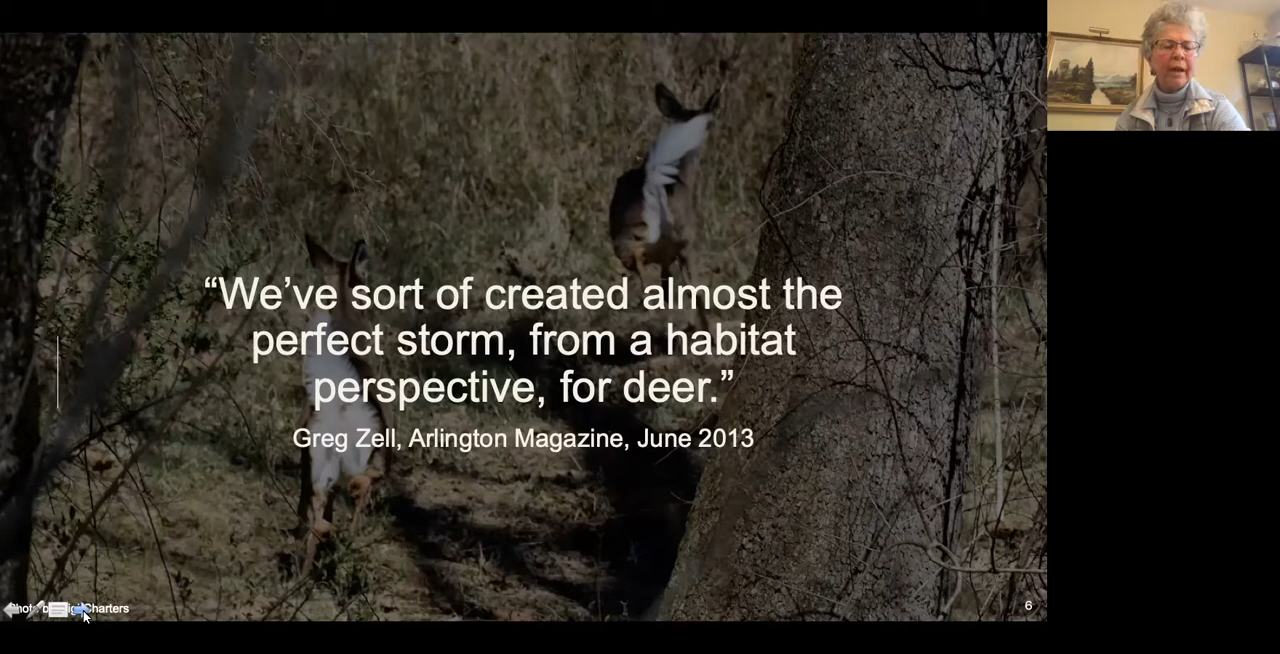 “We’ve sort of created almost the
perfect storm, from a habitat
perspective, for deer.”
Greg Zell, Arlington Magazine, June 2013
Charters
6